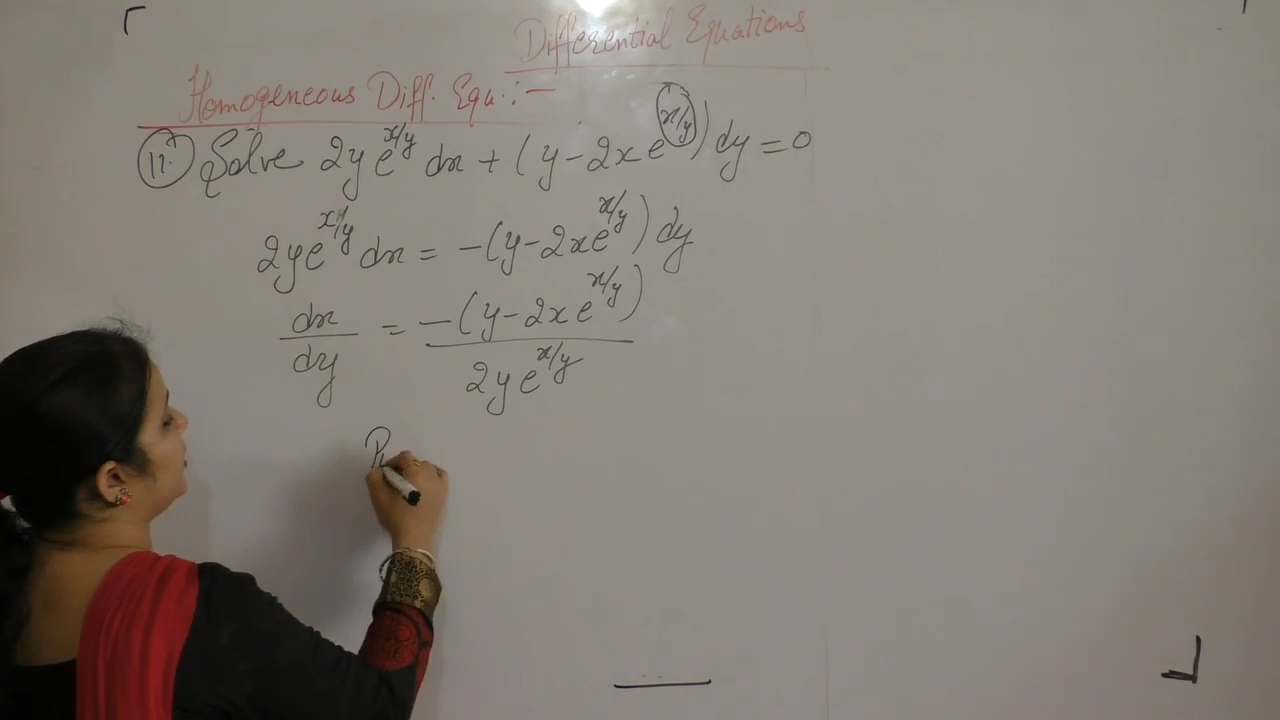 Differential Equations
Homogeneous Diff. Equ.:-
17. Solve 2y e^{x/y} dx + (y - 2x e^{x/y}) dy = 0
2y e^{x/y} dx = -(y - 2x e^{x/y}) dy
dx/dy = -(y - 2x e^{x/y}) / 2y e^{x/y}